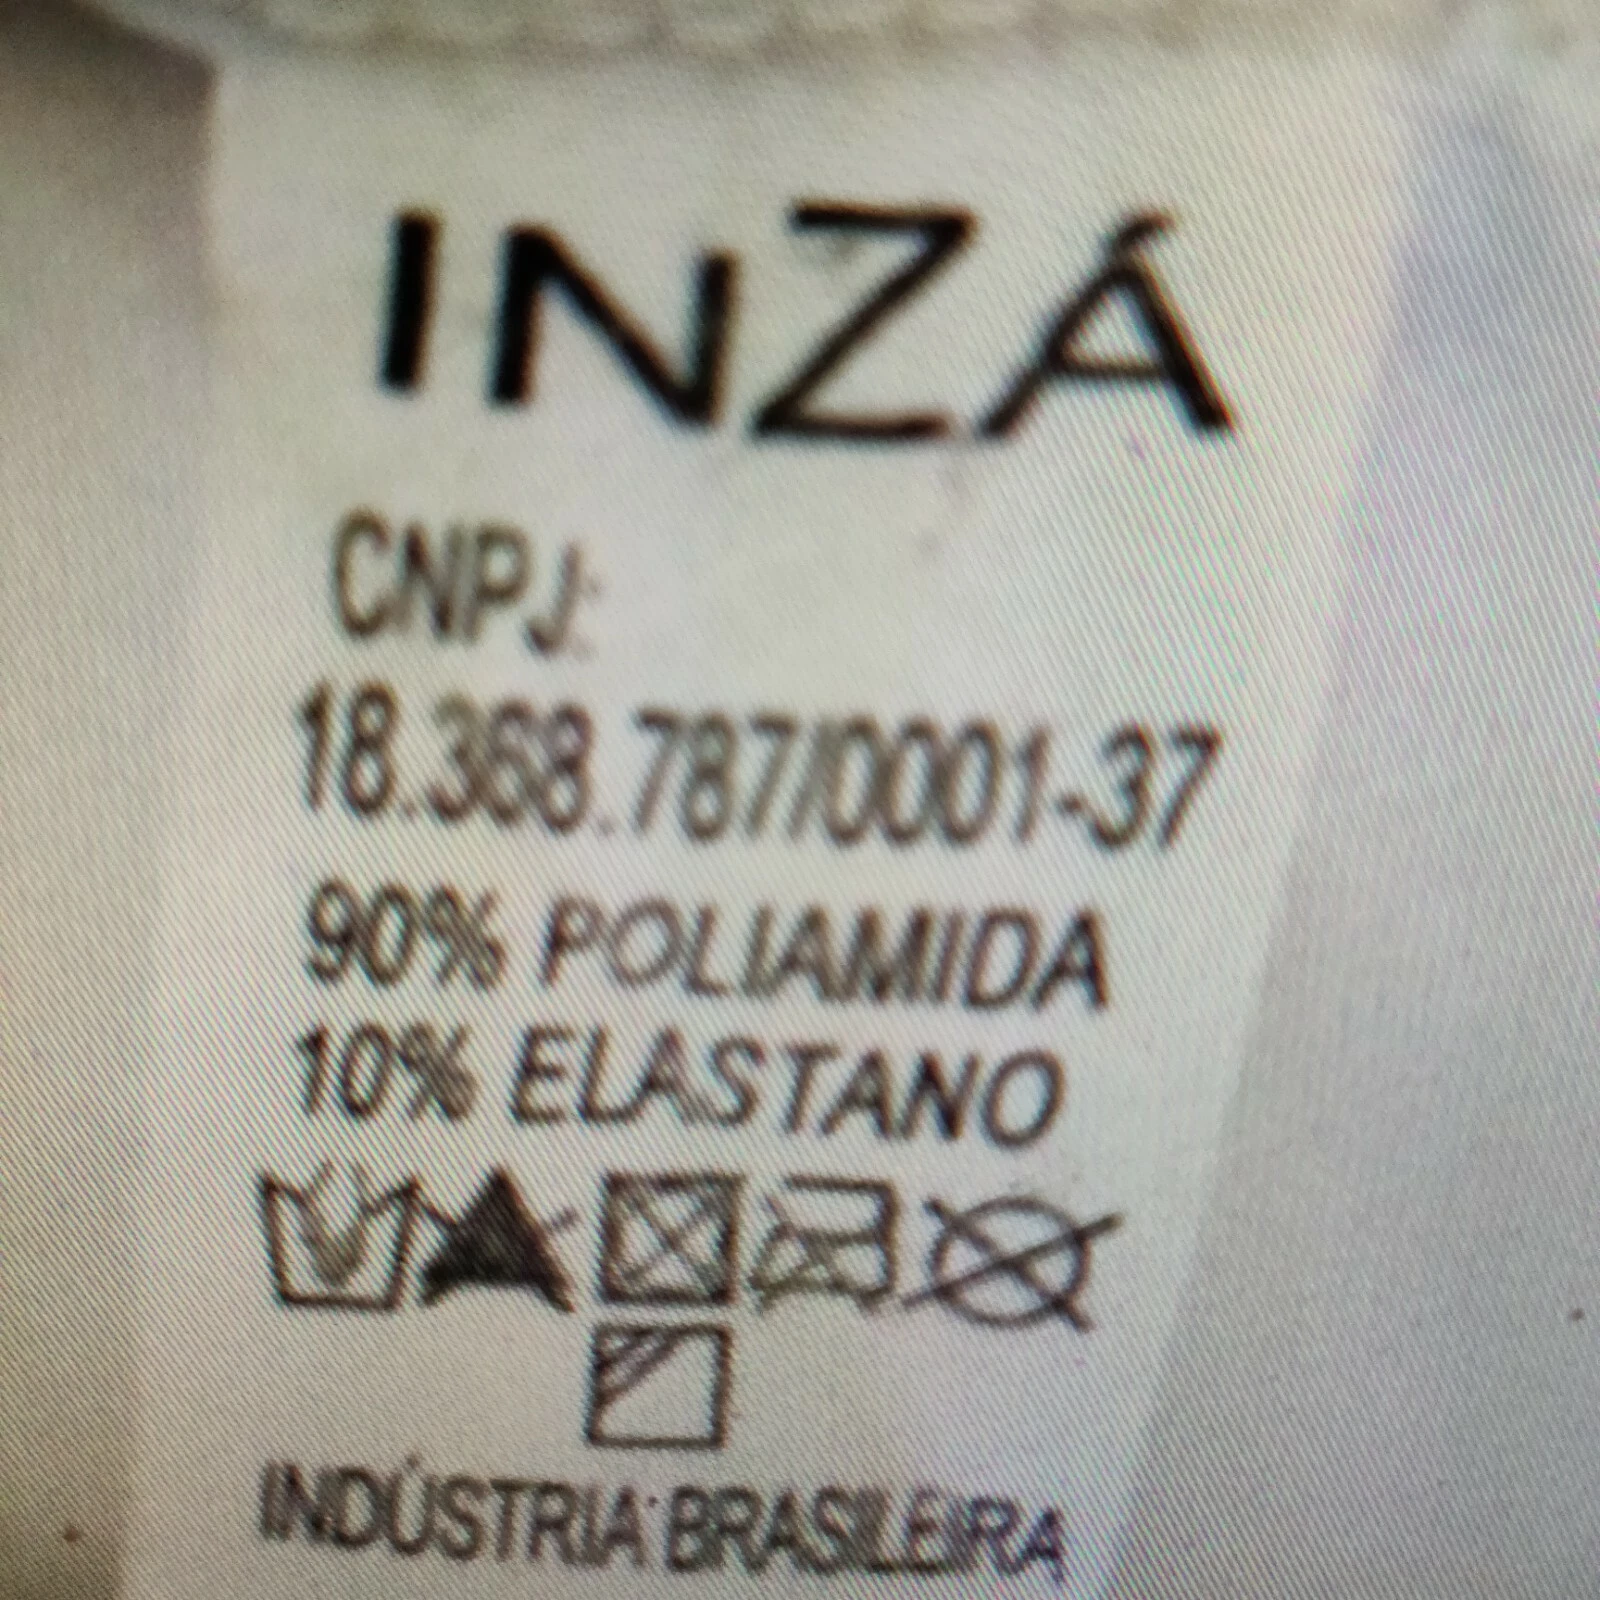 INZÁ
CNPJ:
18.368.787/0001-37
90% POLIAMIDA
10% ELASTANO
INDÚSTRIA BRASILEIRA